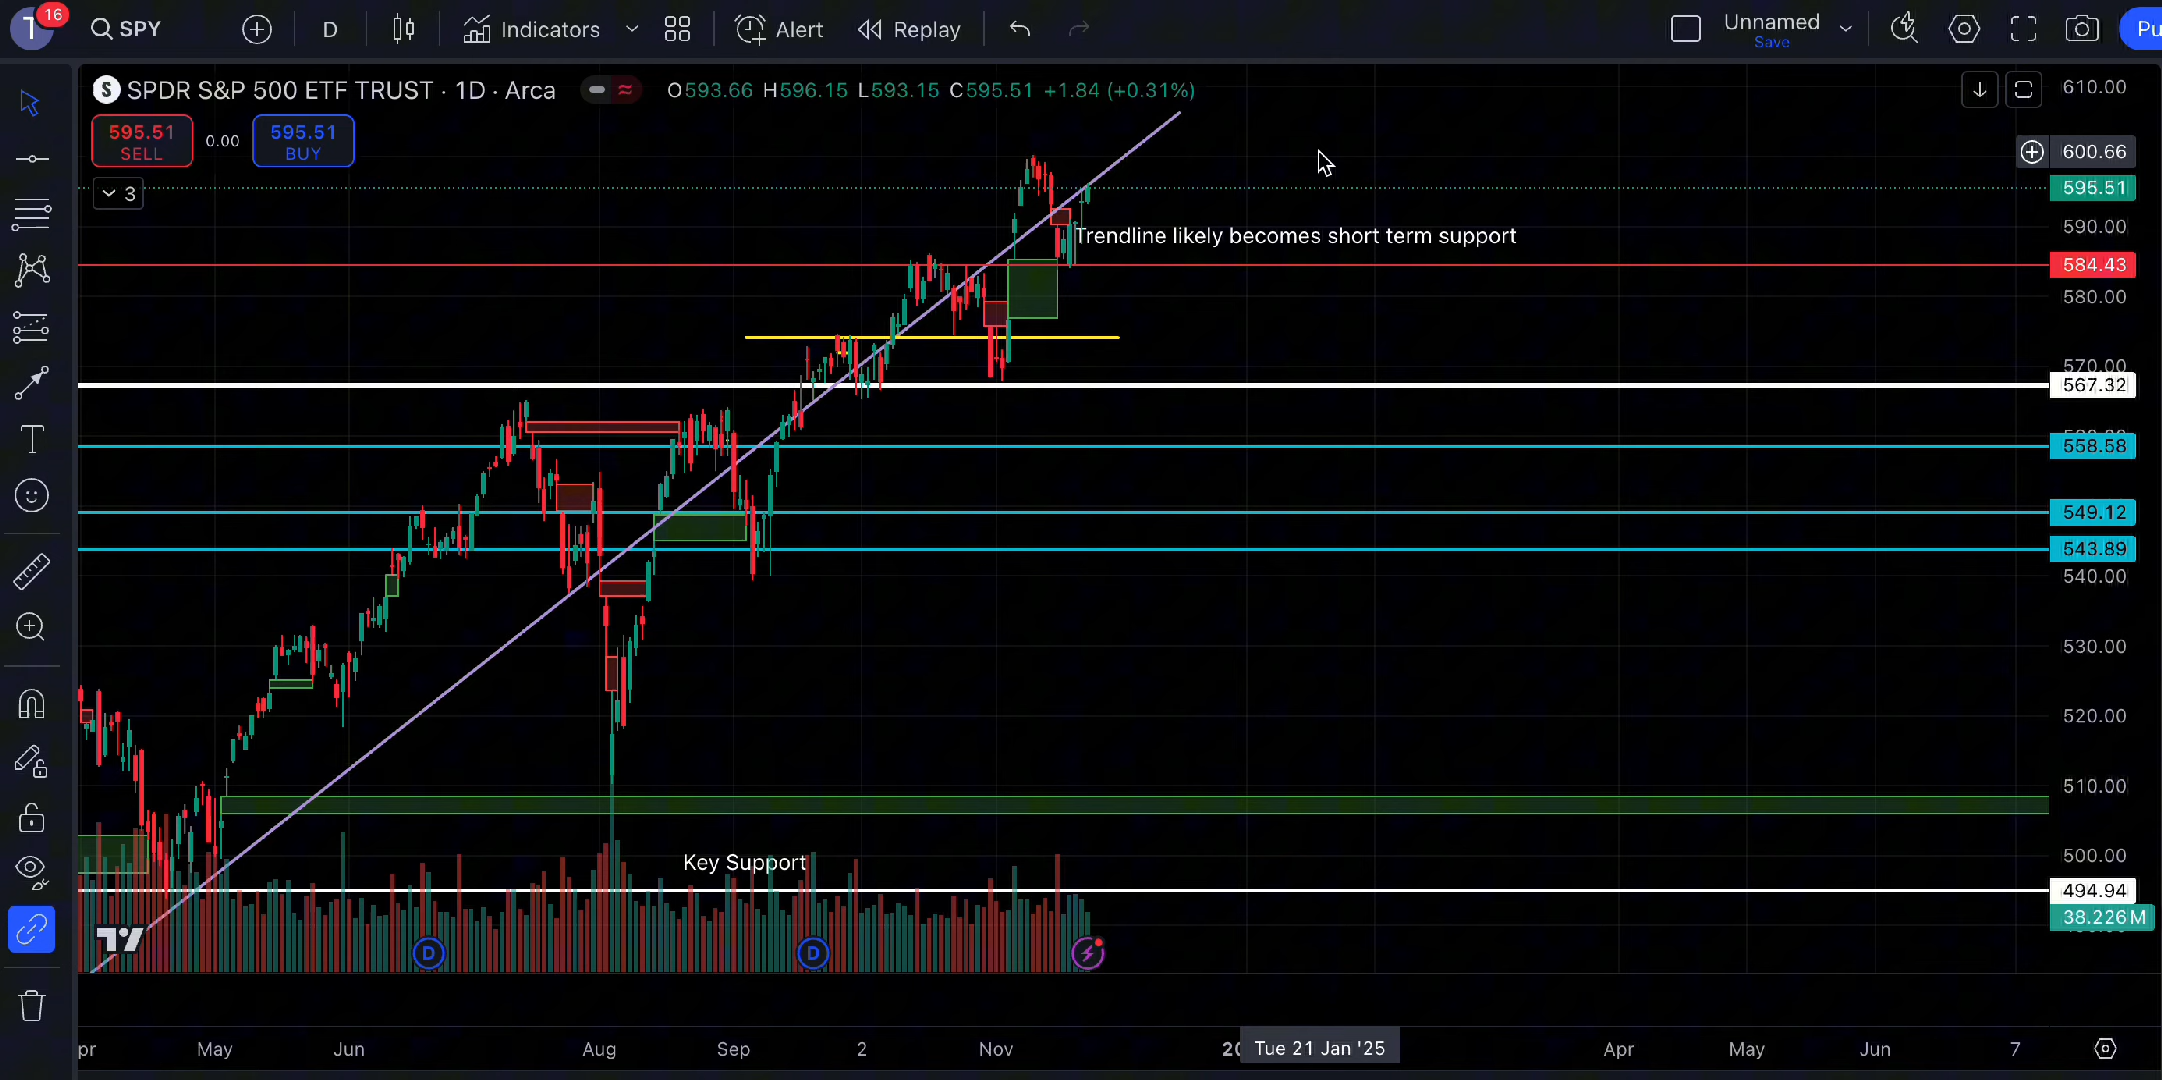 T 16 SPY D Indicators Alert Replay Unnamed Save Pu
S SPDR S&P 500 ETF TRUST · 1D · Arca O593.66 H596.15 L593.15 C595.51 +1.84 (+0.31%)
595.51 SELL 0.00 595.51 BUY
3
610.00
600.66
595.51
Trendline likely becomes short term support
590.00
584.43
580.00
570.00
567.32
558.58
549.12
543.89
540.00
530.00
520.00
510.00
Key Support
500.00
494.94
38.226M
D D
pr May Jun Aug Sep 2 Nov 20 Tue 21 Jan '25 Apr May Jun 7